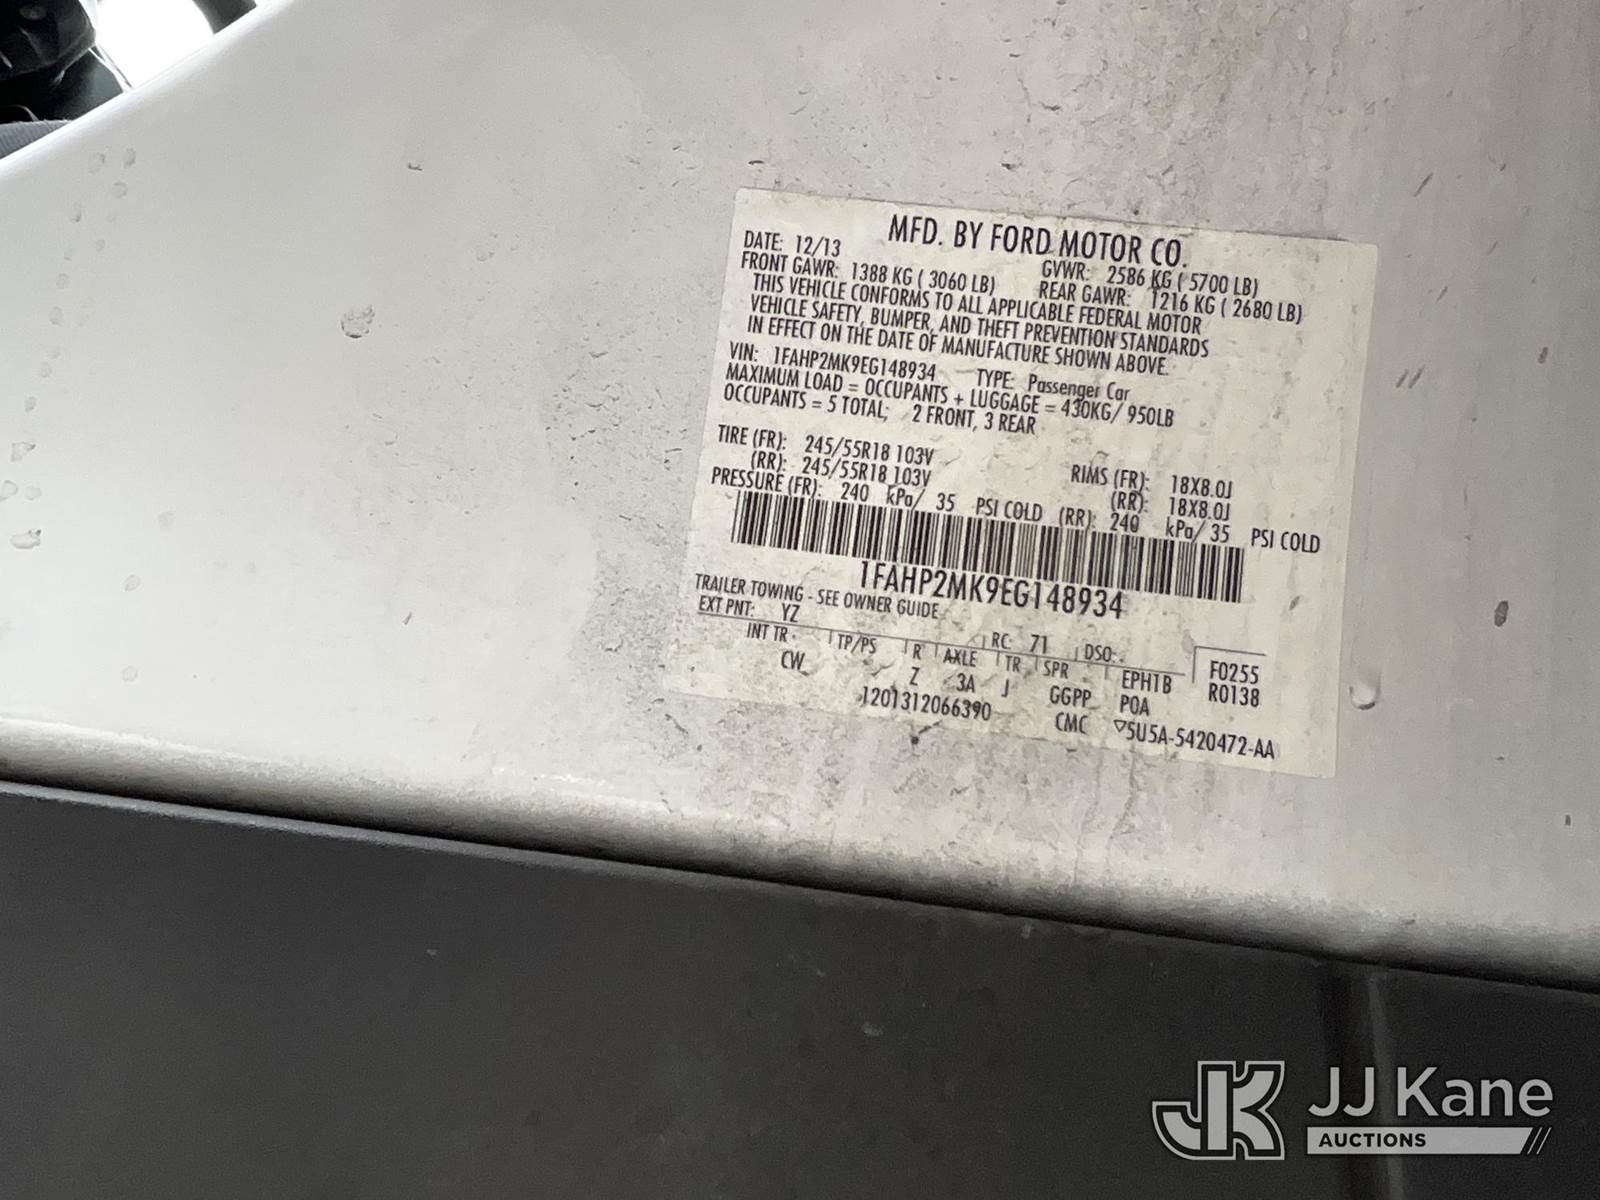 MFD. BY FORD MOTOR CO.
DATE: 12/13 GVWR: 2586 KG ( 5700 LB)
FRONT GAWR: 1388 KG ( 3060 LB) REAR GAWR: 1216 KG ( 2680 LB)
THIS VEHICLE CONFORMS TO ALL APPLICABLE FEDERAL MOTOR
VEHICLE SAFETY, BUMPER, AND THEFT PREVENTION STANDARDS
IN EFFECT ON THE DATE OF MANUFACTURE SHOWN ABOVE.
VIN: 1FAHP2MK9EG148934 TYPE: Passenger Car
MAXIMUM LOAD = OCCUPANTS + LUGGAGE = 430KG/ 950LB
OCCUPANTS = 5 TOTAL; 2 FRONT, 3 REAR
TIRE (FR): 245/55R18 103V RIMS (FR): 18X8.0J
(RR): 245/55R18 103V (RR): 18X8.0J
PRESSURE (FR): 240 kPa/ 35 PSI COLD (RR): 240 kPa/ 35 PSI COLD
1FAHP2MK9EG148934
TRAILER TOWING - SEE OWNER GUIDE
EXT PNT: YZ RC: 71 DSO: F0255
INT TR TP/PS R AXLE TR SPR EPH1B R0138
CW Z 3A J GGPP POA
1201312066390 CMC ▽5U5A-5420472-AA
JK JJ Kane
AUCTIONS